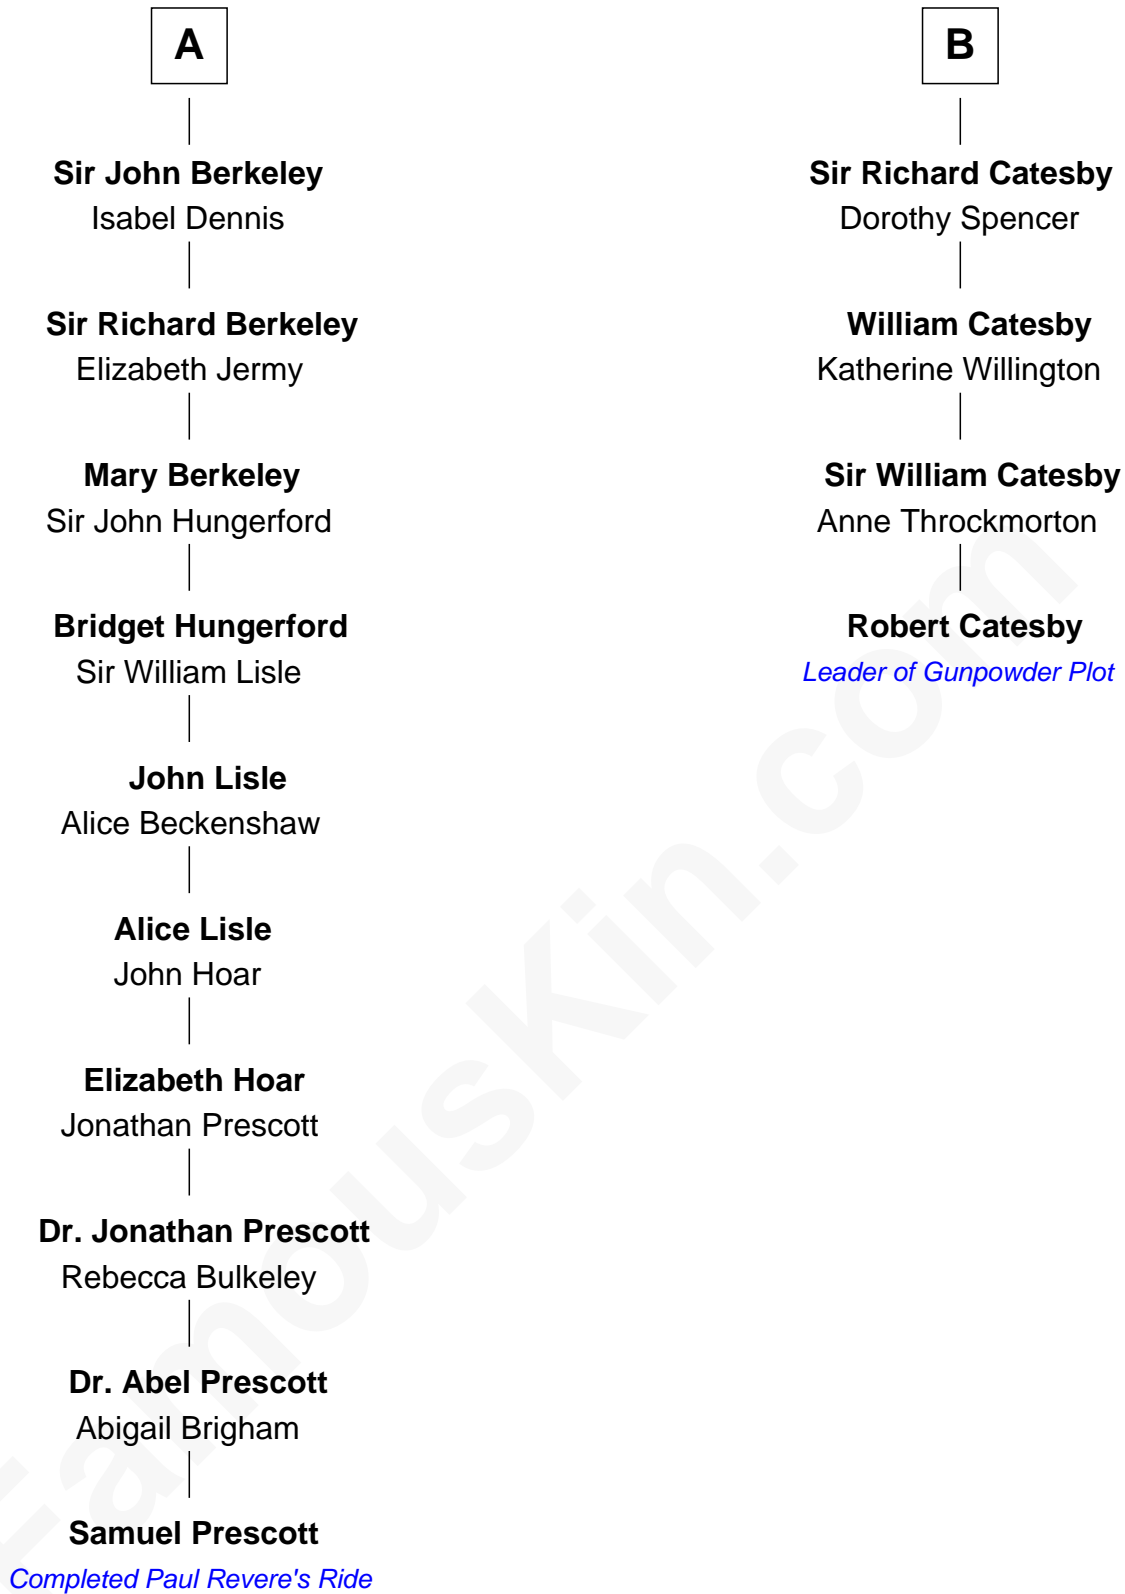 A
Sir John Berkeley
Isabel Dennis
Sir Richard Berkeley
Elizabeth Jermy
Mary Berkeley
Sir John Hungerford
Bridget Hungerford
Sir William Lisle
John Lisle
Alice Beckenshaw
Alice Lisle
John Hoar
Elizabeth Hoar
Jonathan Prescott
Dr. Jonathan Prescott
Rebecca Bulkeley
Dr. Abel Prescott
Abigail Brigham
Samuel Prescott
Completed Paul Revere's Ride
B
Sir Richard Catesby
Dorothy Spencer
William Catesby
Katherine Willington
Sir William Catesby
Anne Throckmorton
Robert Catesby
Leader of Gunpowder Plot
FamousKin.com